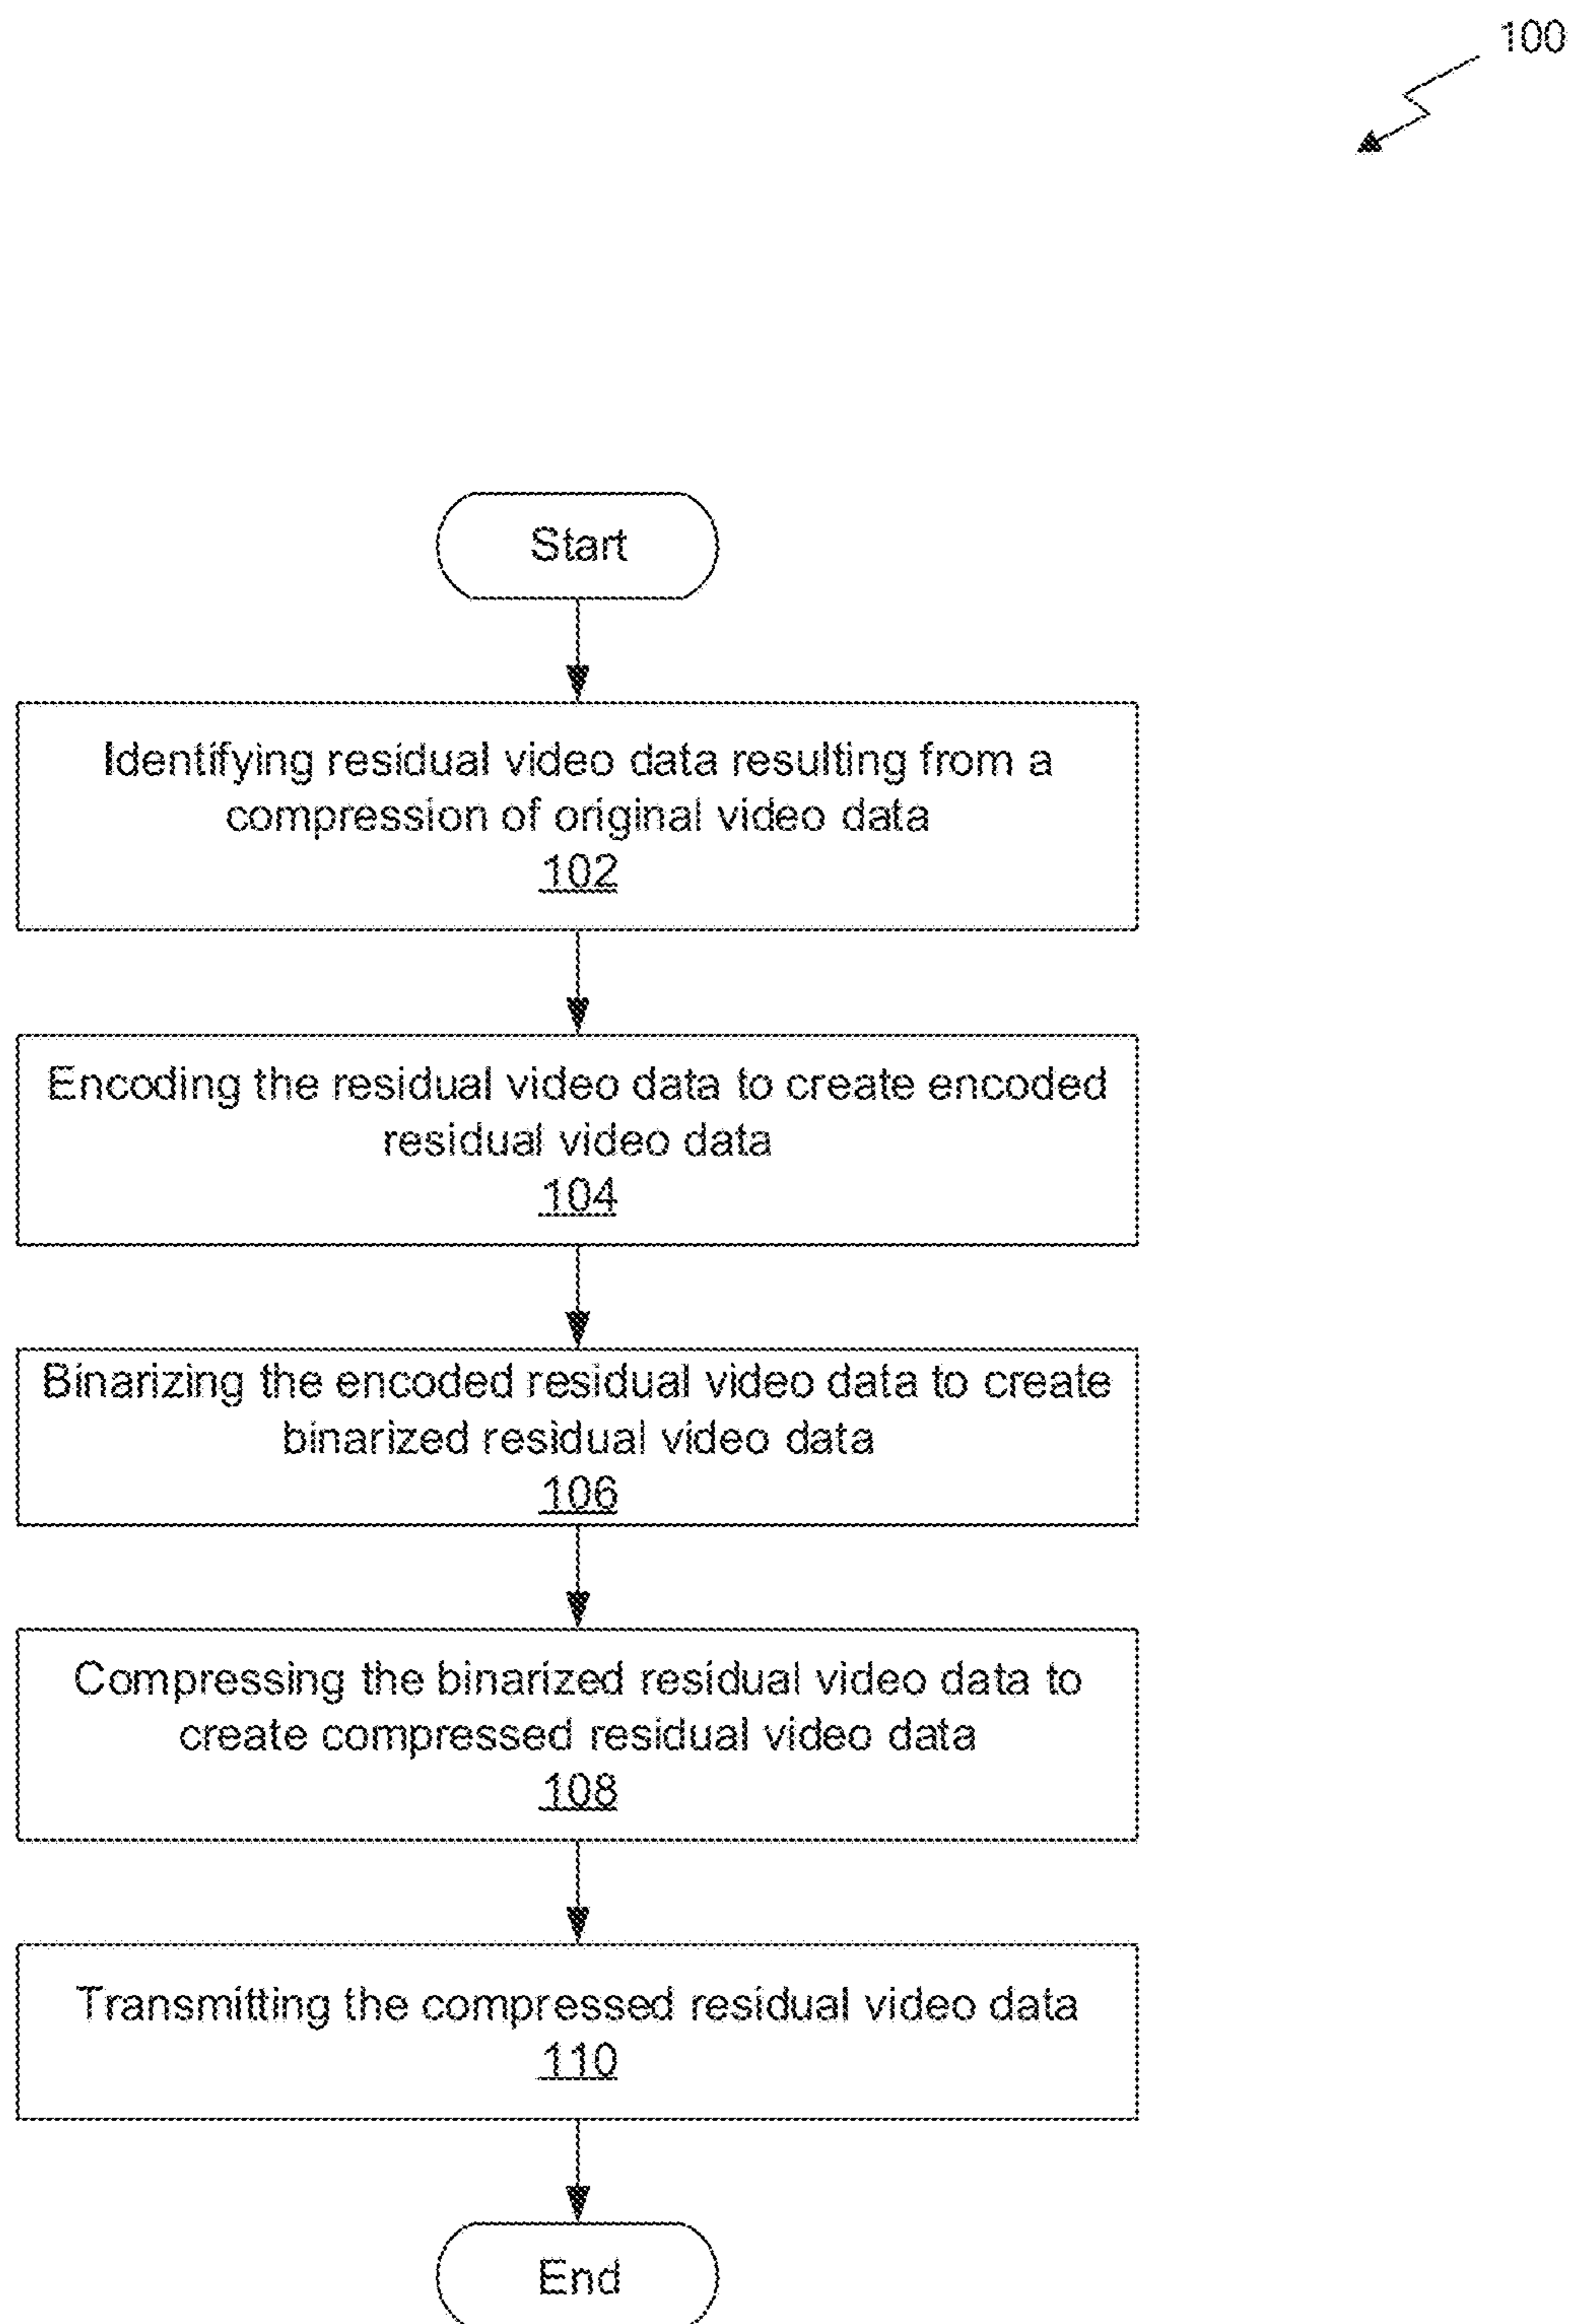 100
Start
Identifying residual video data resulting from a
compression of original video data
102
Encoding the residual video data to create encoded
residual video data
104
Binarizing the encoded residual video data to create
binarized residual video data
106
Compressing the binarized residual video data to
create compressed residual video data
108
Transmitting the compressed residual video data
110
End